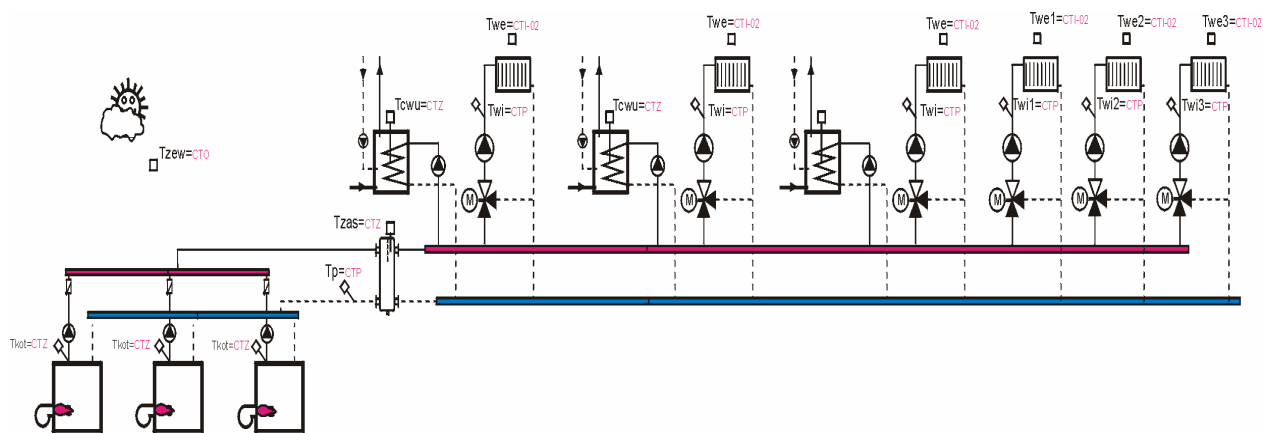 Twe=CTI-02
Twe=CTI-02
Twe=CTI-02
Twe1=CTI-02
Twe2=CTI-02
Twe3=CTI-02
Tcwu=CTZ
Twi=CTP
Tcwu=CTZ
Twi=CTP
Twi=CTP
Twi1=CTP
Twi2=CTP
Twi3=CTP
Tzew=CTO
M
M
M
M
M
M
Tzas=CTZ
Tp=CTP
Tkot=CTZ
Tkot=CTZ
Tkot=CTZ